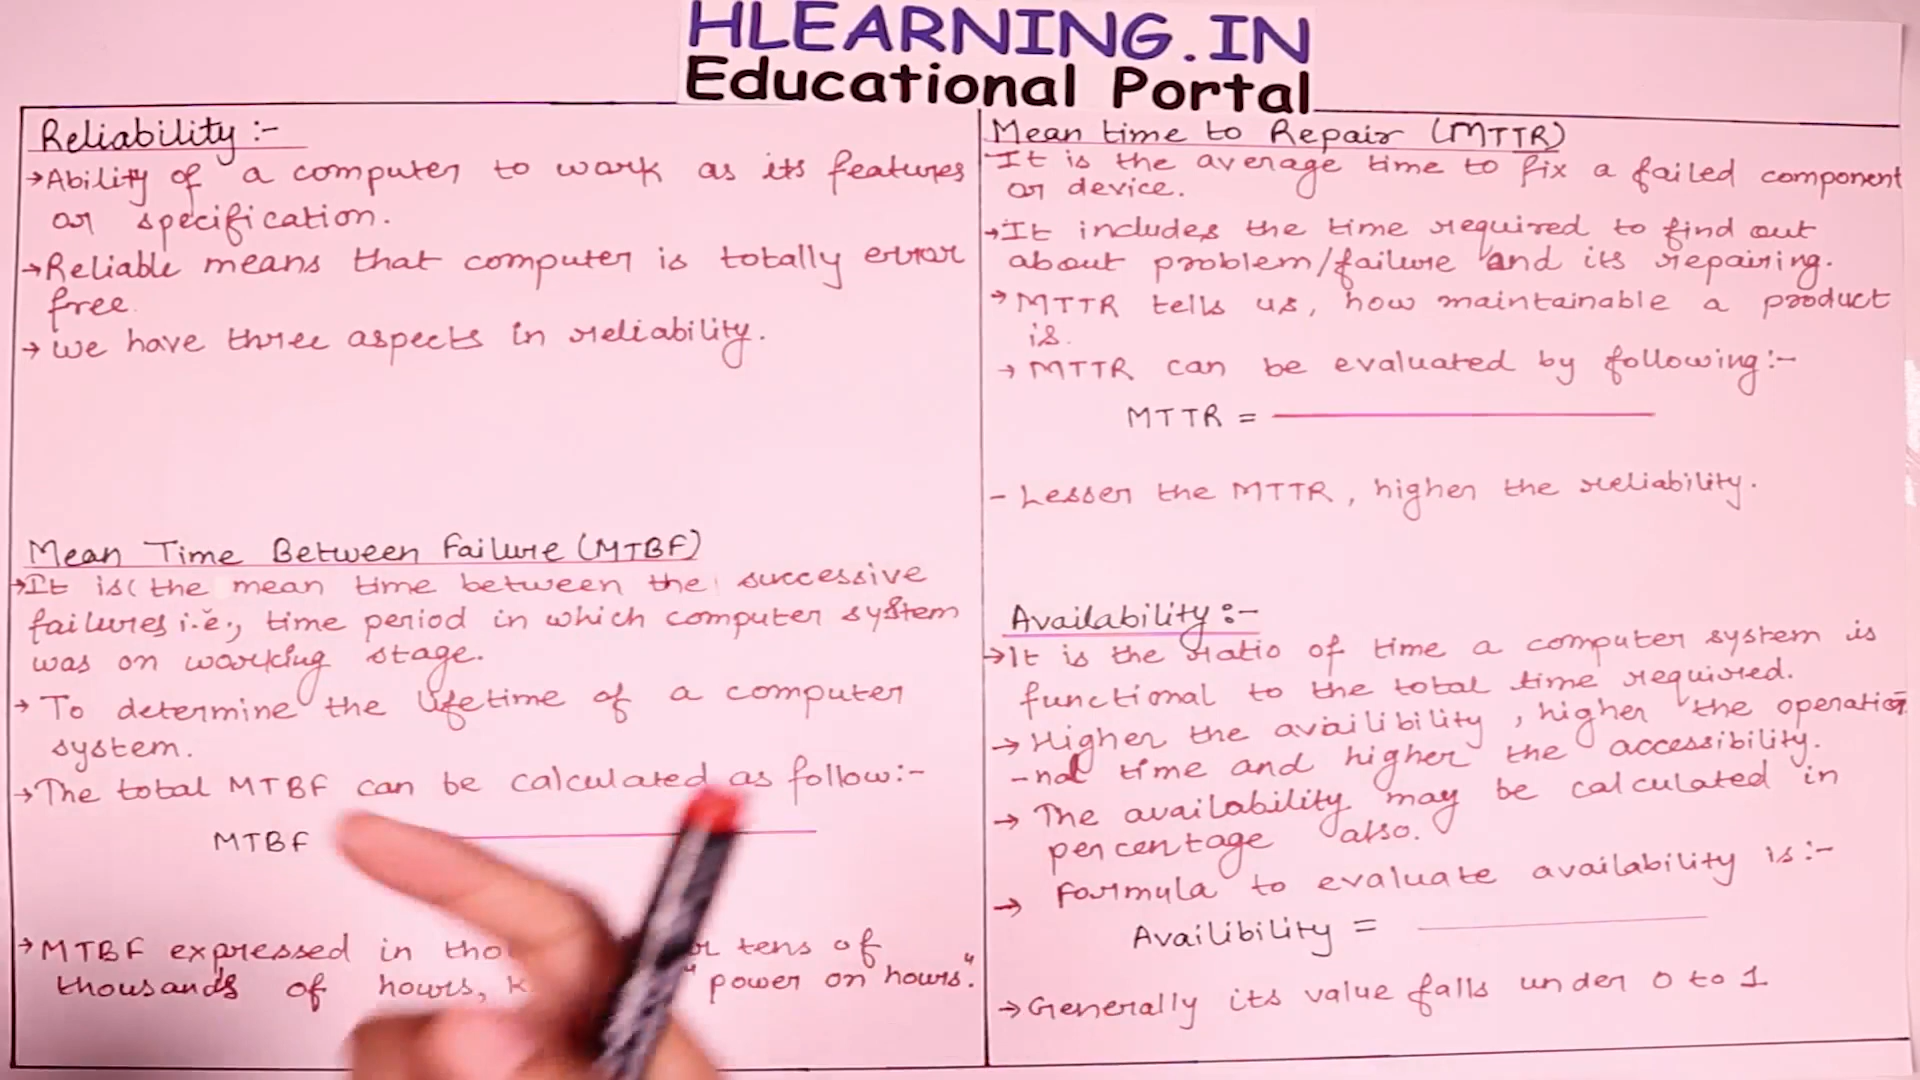 HLEARNING.IN
Educational Portal
Reliability :-
→Ability of a computer to work as its features
or specification.
→Reliable means that computer is totally error
free.
→ We have three aspects in reliability.
Mean Time Between Failure (MTBF)
→It is the mean time between the successive
failures i.e., time period in which computer system
was on working stage.
→ To determine the lifetime of a computer
system.
→The total MTBF can be calculated as follow:-
MTBF
→ MTBF expressed in tens of
thousands of hours, "power on hours".
Mean time to Repair (MTTR)
It is the average time to fix a failed component
or device.
→It includes the time required to find out
about problem/failure and its repairing.
→ MTTR tells us, how maintainable a product
is.
→ MTTR can be evaluated by following:-
MTTR =
- Lesser the MTTR, higher the reliability.
Availability:-
→It is the ratio of time a computer system is
functional to the total time required.
→ Higher the availibility, higher the operatio
-nal time and higher the accessibility.
→ The availability may be calculated in
percentage also.
→ Formula to evaluate availability is:-
Availibility =
→Generally its value falls under 0 to 1